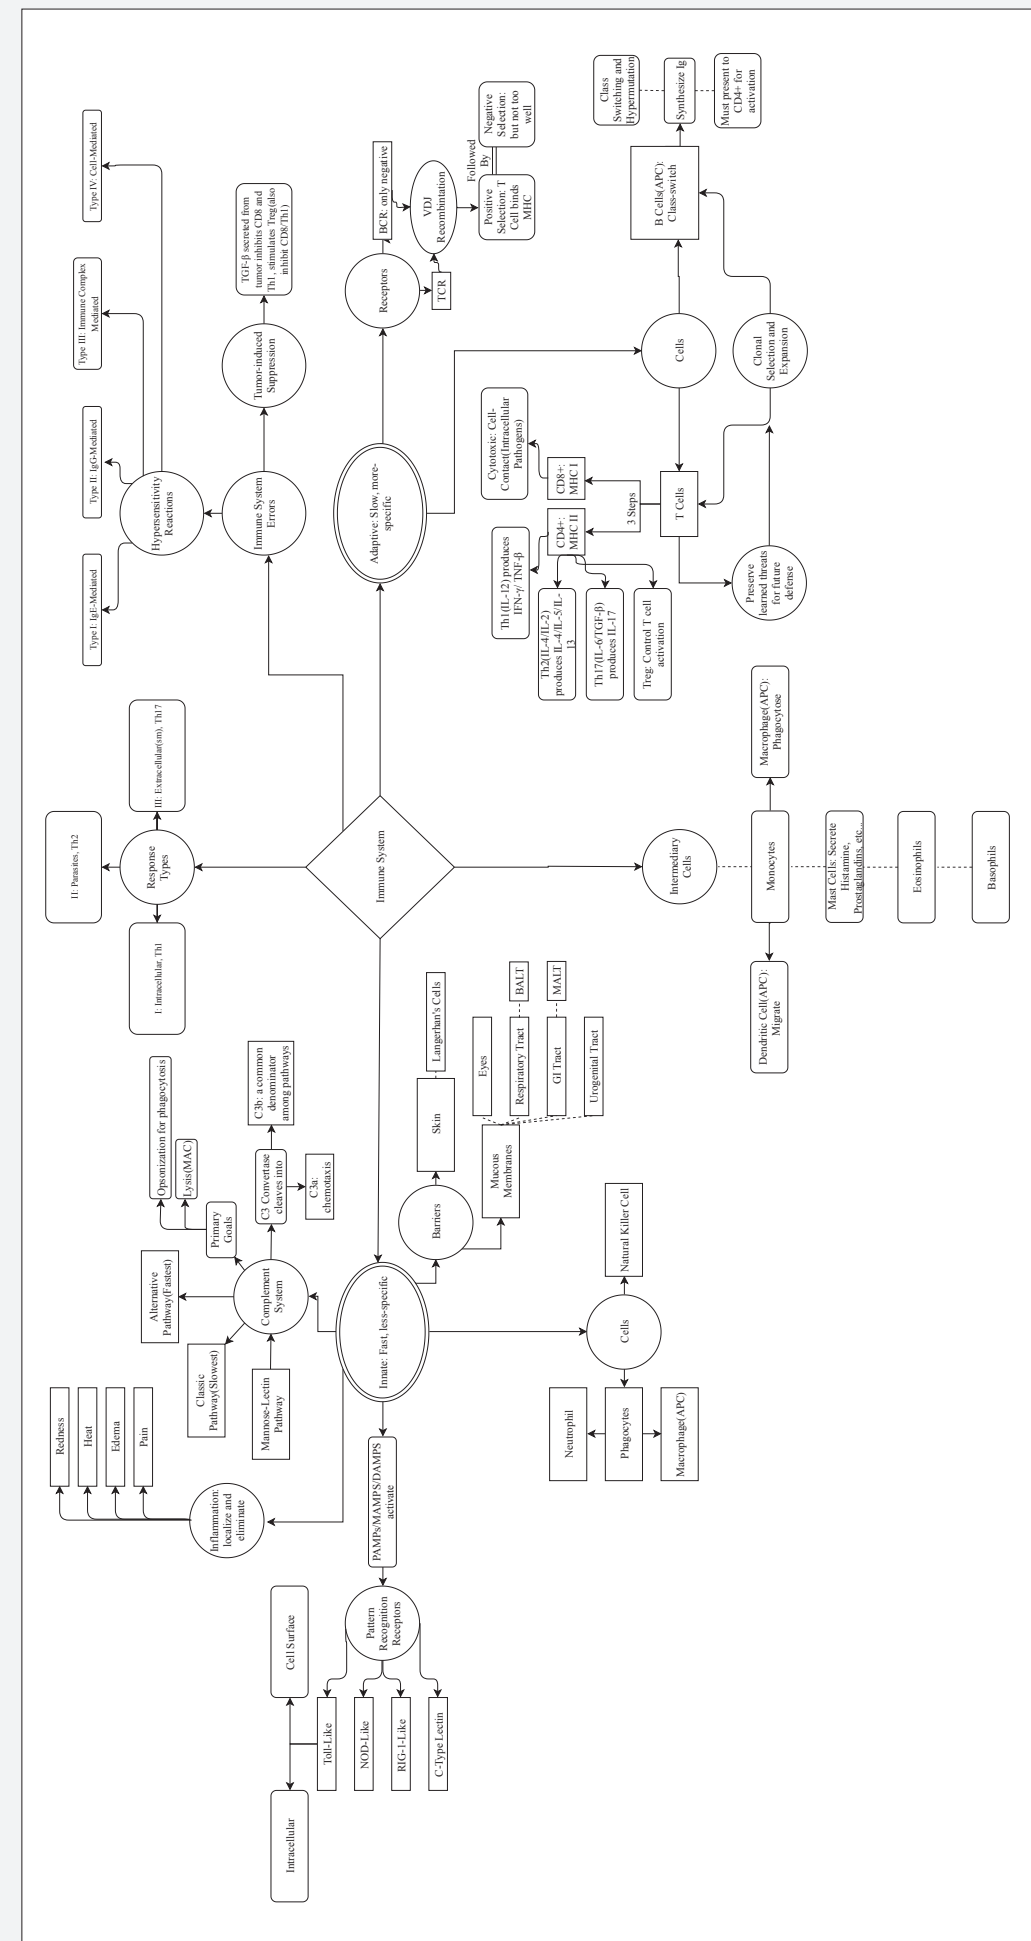 Redness
Heat
Edema
Pain
Inflammation:
localize and
eliminate
Intracellular
Cell Surface
Toll-Like
NOD-Like
RIG-1-Like
C-Type Lectin
Pattern
Recognition
Receptors
PAMPs/MAMPS/DAMPS
activate
Innate: Fast, less-specific
Classic
Pathway(Slowest)
Alternative
Pathway(Fastest)
Mannose-Lectin
Pathway
Complement
System
Primary
Goals
Opsonization for phagocytosis
Lysis(MAC)
C3 Convertase
cleaves into
C3b: a common
denominator
among pathways
C3a:
chemotaxis
Barriers
Skin
Langerhan's Cells
Mucous
Membranes
Eyes
Respiratory Tract
BALT
GI Tract
MALT
Urogenital Tract
Cells
Natural Killer Cell
Neutrophil
Phagocytes
Macrophage(APC)
Immune System
Response
Types
I: Intracellular, Th1
II: Parasites, Th2
III: Extracellular(sm), Th17
Intermediary
Cells
Dendritic Cell(APC):
Migrate
Monocytes
Macrophage(APC):
Phagocytose
Mast Cells: Secrete
Histamine,
Prostaglandins, etc...
Eosinophils
Basophils
Type I: IgE-Mediated
Type II: IgG-Mediated
Type III: Immune Complex
Mediated
Type IV: Cell-Mediated
Hypersensitivity
Reactions
Immune System
Errors
Tumor-induced
Suppression
TGF-β secreted from
tumor inhibits CD8 and
Th1, stimulates Treg(also
inhibit CD8/Th1)
Adaptive: Slow, more-
specific
Receptors
BCR: only negative
TCR
VDJ
Recombintation
Positive
Selection: T
Cell binds
MHC
Followed
By
Negative
Selection:
but not too
well
Cells
B Cells(APC):
Class-switch
Class
Switching and
Hypermutation
Synthesize Ig
Must present to
CD4+ for
activation
Clonal
Selection and
Expansion
T Cells
3 Steps
CD8+:
MHC I
Cytotoxic: Cell-
Contact(Intracellular
Pathogens)
CD4+:
MHC II
Th1(IL-12) produces
IFN-γ/ TNF-β
Th2(IL-4/IL-2)
produces IL-4/IL-5/IL-
13
Th17(IL-6/TGF-β)
produces IL-17
Treg: Control T cell
activation
Preserve
learned threats
for future
defense